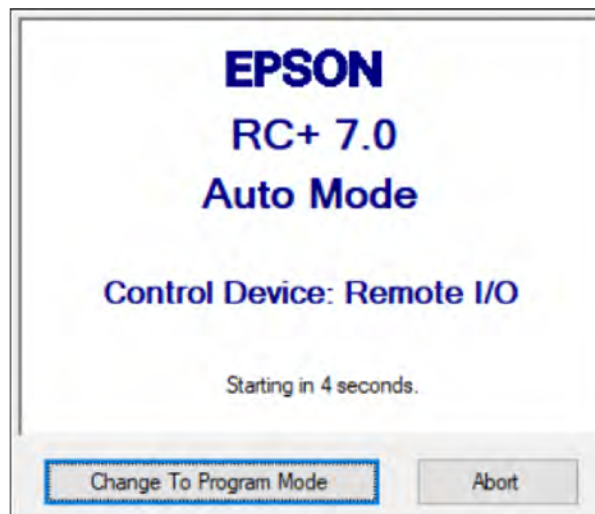 EPSON
RC+ 7.0
Auto Mode
Control Device: Remote I/O
Starting in 4 seconds.
Change To Program Mode
Abort